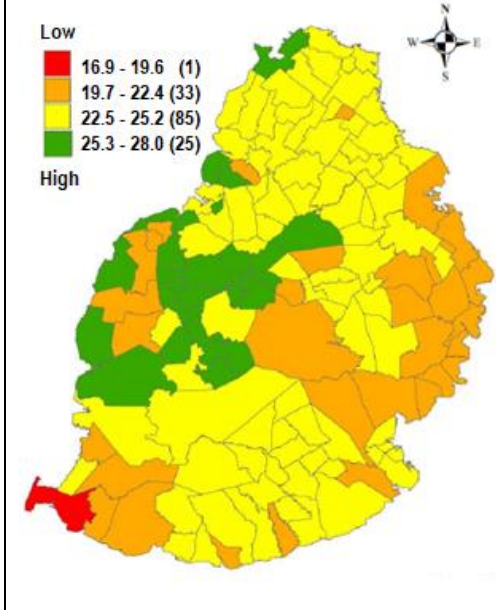 Low
16.9 - 19.6 (1)
19.7 - 22.4 (33)
22.5 - 25.2 (85)
25.3 - 28.0 (25)
High
N
W E
S